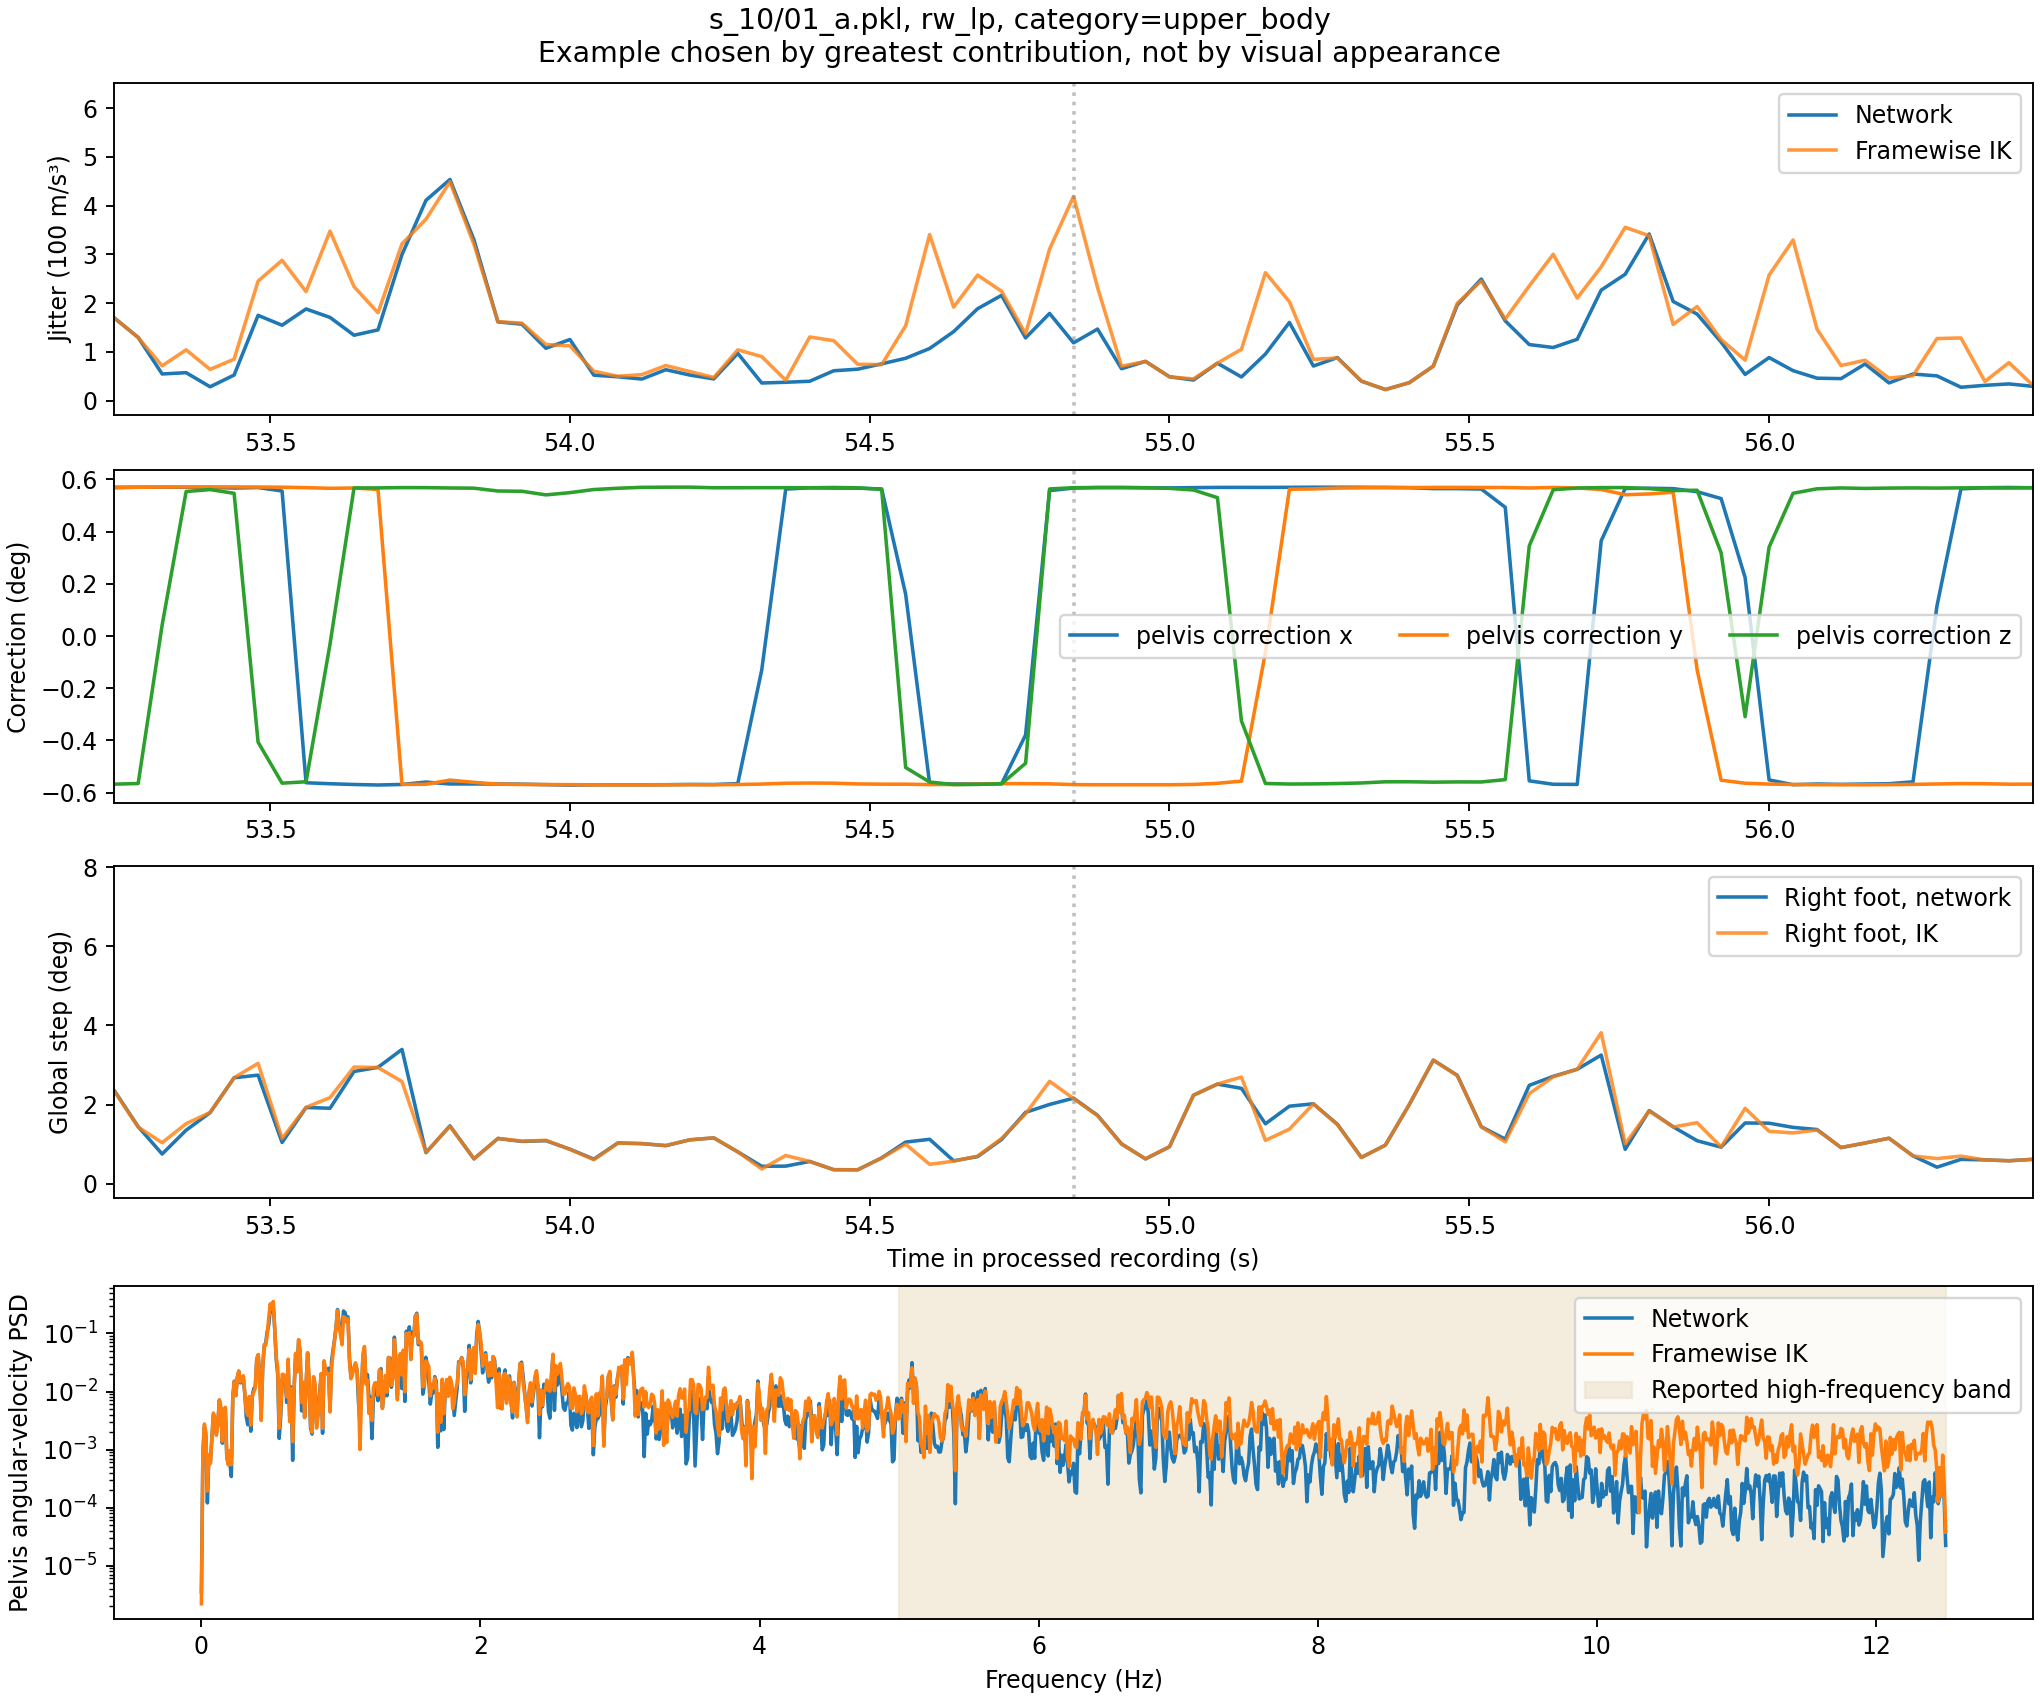 s_10/01_a.pkl, rw_lp, category=upper_body
Example chosen by greatest contribution, not by visual appearance
Jitter (100 m/s³)
6
5
4
3
2
1
0
Network
Framewise IK
53.5 54.0 54.5 55.0 55.5 56.0
Correction (deg)
0.6
0.4
0.2
0.0
−0.2
−0.4
−0.6
pelvis correction x pelvis correction y pelvis correction z
53.5 54.0 54.5 55.0 55.5 56.0
Global step (deg)
8
6
4
2
0
Right foot, network
Right foot, IK
53.5 54.0 54.5 55.0 55.5 56.0
Time in processed recording (s)
Pelvis angular-velocity PSD
10⁻¹
10⁻²
10⁻³
10⁻⁴
10⁻⁵
Network
Framewise IK
Reported high-frequency band
0 2 4 6 8 10 12
Frequency (Hz)